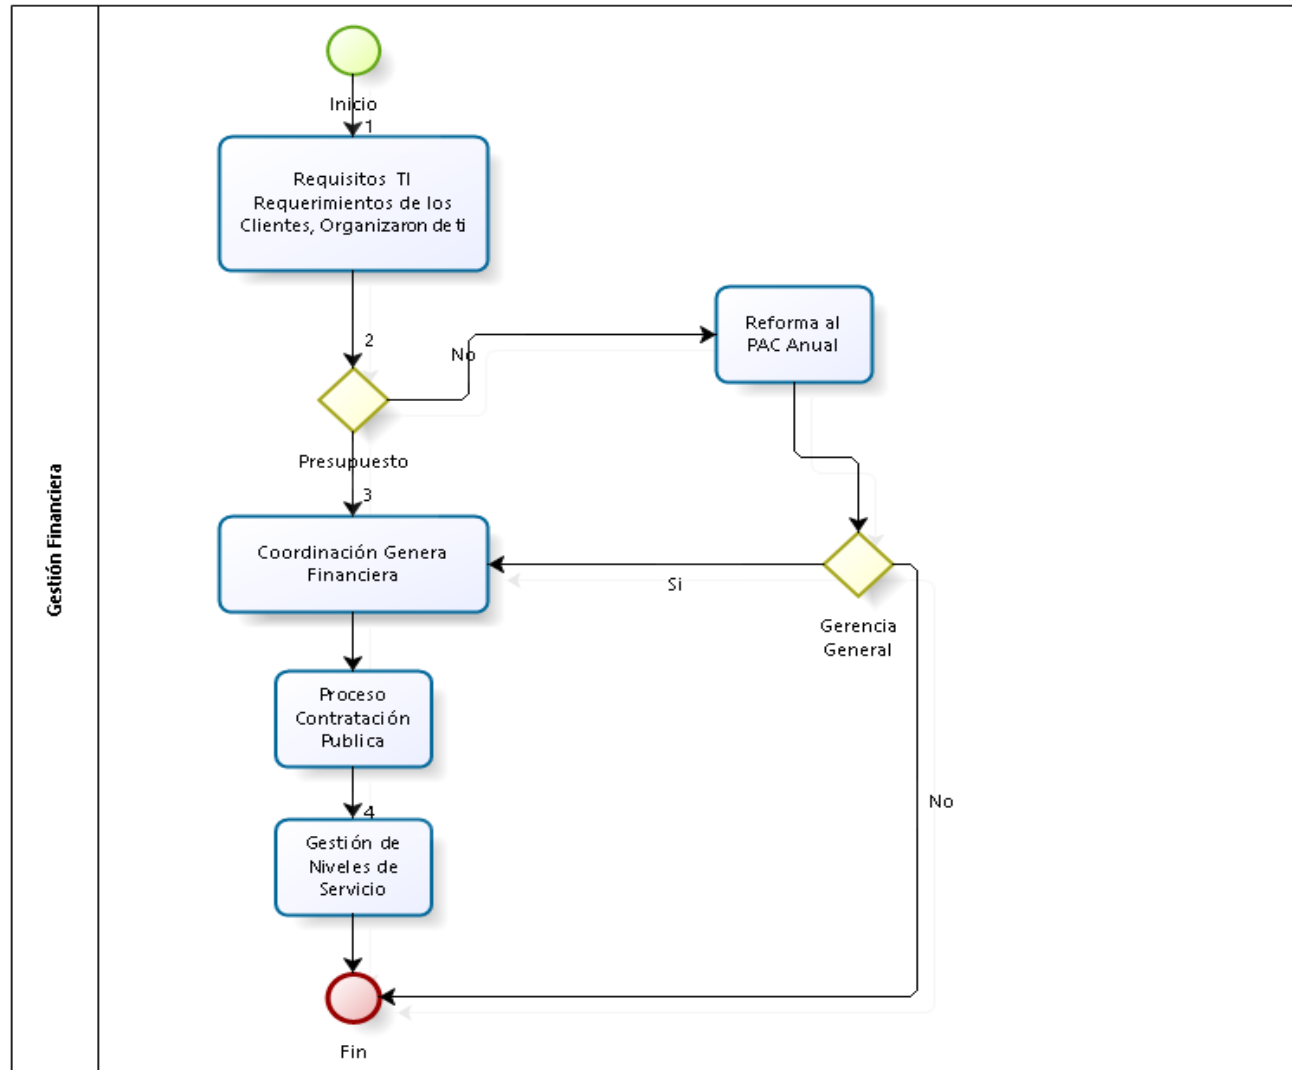 Gestión Financiera
Inicio
1
Requisitos TI
Requerimientos de los
Clientes, Organizaron de ti
2
No
Reforma al
PAC Anual
Presupuesto
3
Coordinación Genera
Financiera
Si
Gerencia
General
Proceso
Contratación
Publica
No
4
Gestión de
Niveles de
Servicio
Fin